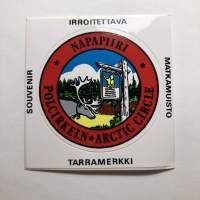 IRROITETTAVA
SOUVENIR
NAPAPIIRI
POLCIRKELN • ARCTIC CIRCLE
MATKAMUISTO
TARRAMERKKI